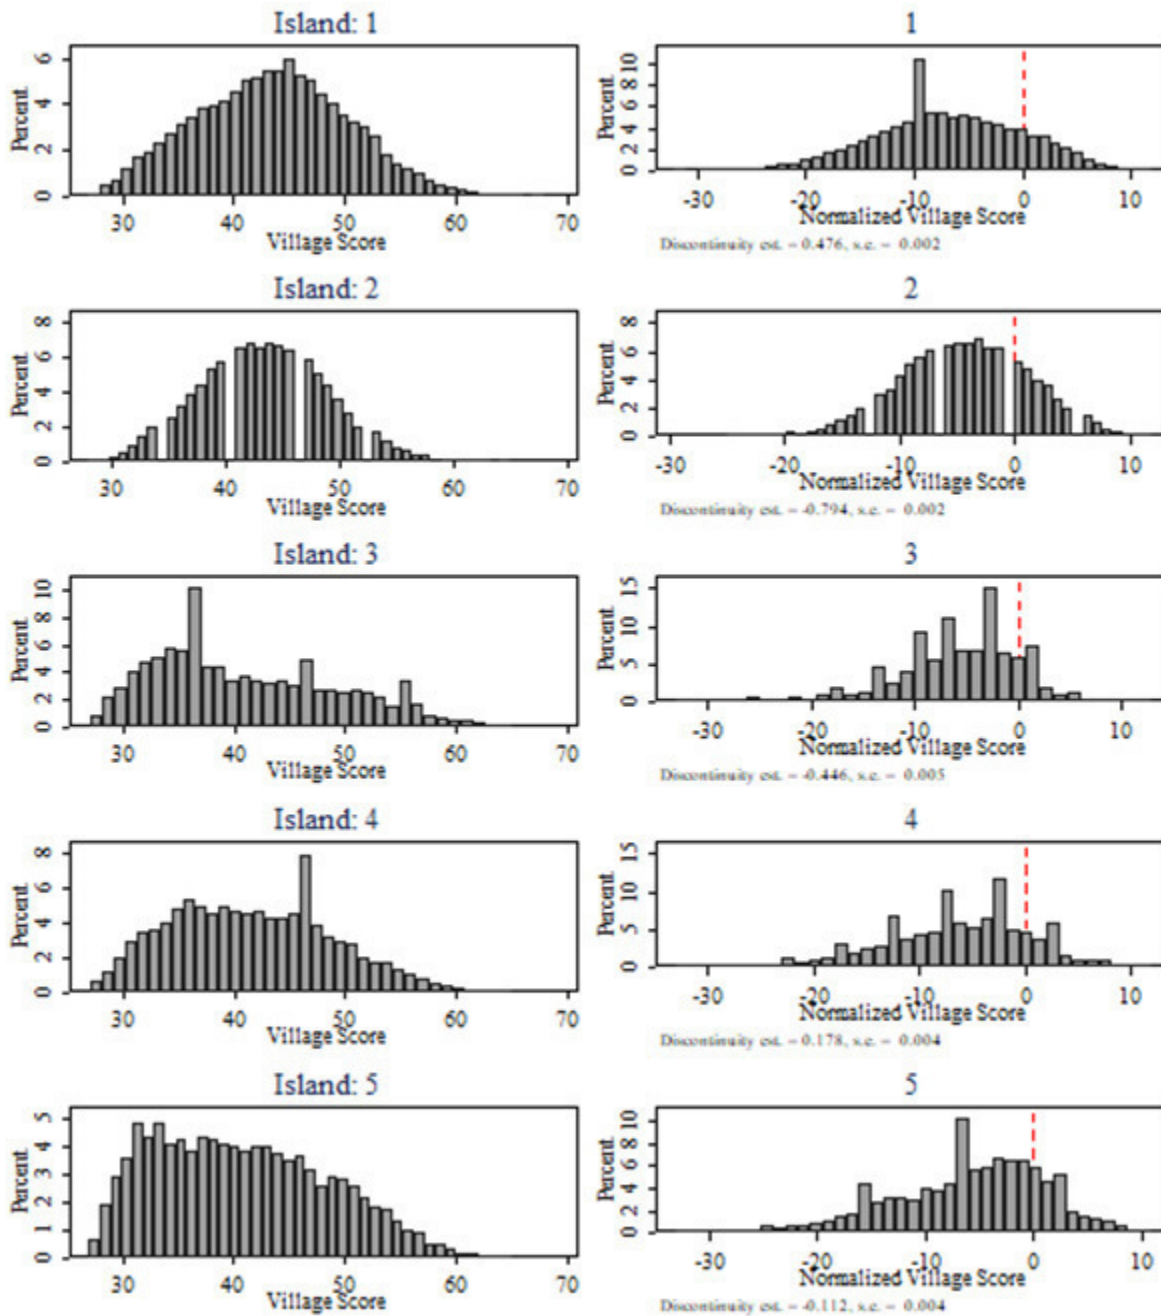 Island: 1
1
Percent
0 2 4 6
30 40 50 60 70
Village Score
Percent
0 2 4 6 8 10
-30 -20 -10 0 10
Normalized Village Score
Discontinuity est. = 0.476, s.e. = 0.002
Island: 2
2
Percent
0 2 4 6 8
30 40 50 60 70
Village Score
Percent
0 2 4 6 8
-30 -20 -10 0 10
Normalized Village Score
Discontinuity est. = -0.794, s.e. = 0.002
Island: 3
3
Percent
0 2 4 6 8 10
30 40 50 60 70
Village Score
Percent
0 5 10 15
-30 -20 -10 0 10
Normalized Village Score
Discontinuity est. = -0.446, s.e. = 0.005
Island: 4
4
Percent
0 2 4 6 8
30 40 50 60 70
Village Score
Percent
0 5 10 15
-30 -20 -10 0 10
Normalized Village Score
Discontinuity est. = 0.178, s.e. = 0.004
Island: 5
5
Percent
0 1 2 3 4 5
30 40 50 60 70
Village Score
Percent
0 2 4 6 8 10
-30 -20 -10 0 10
Normalized Village Score
Discontinuity est. = -0.112, s.e. = 0.004